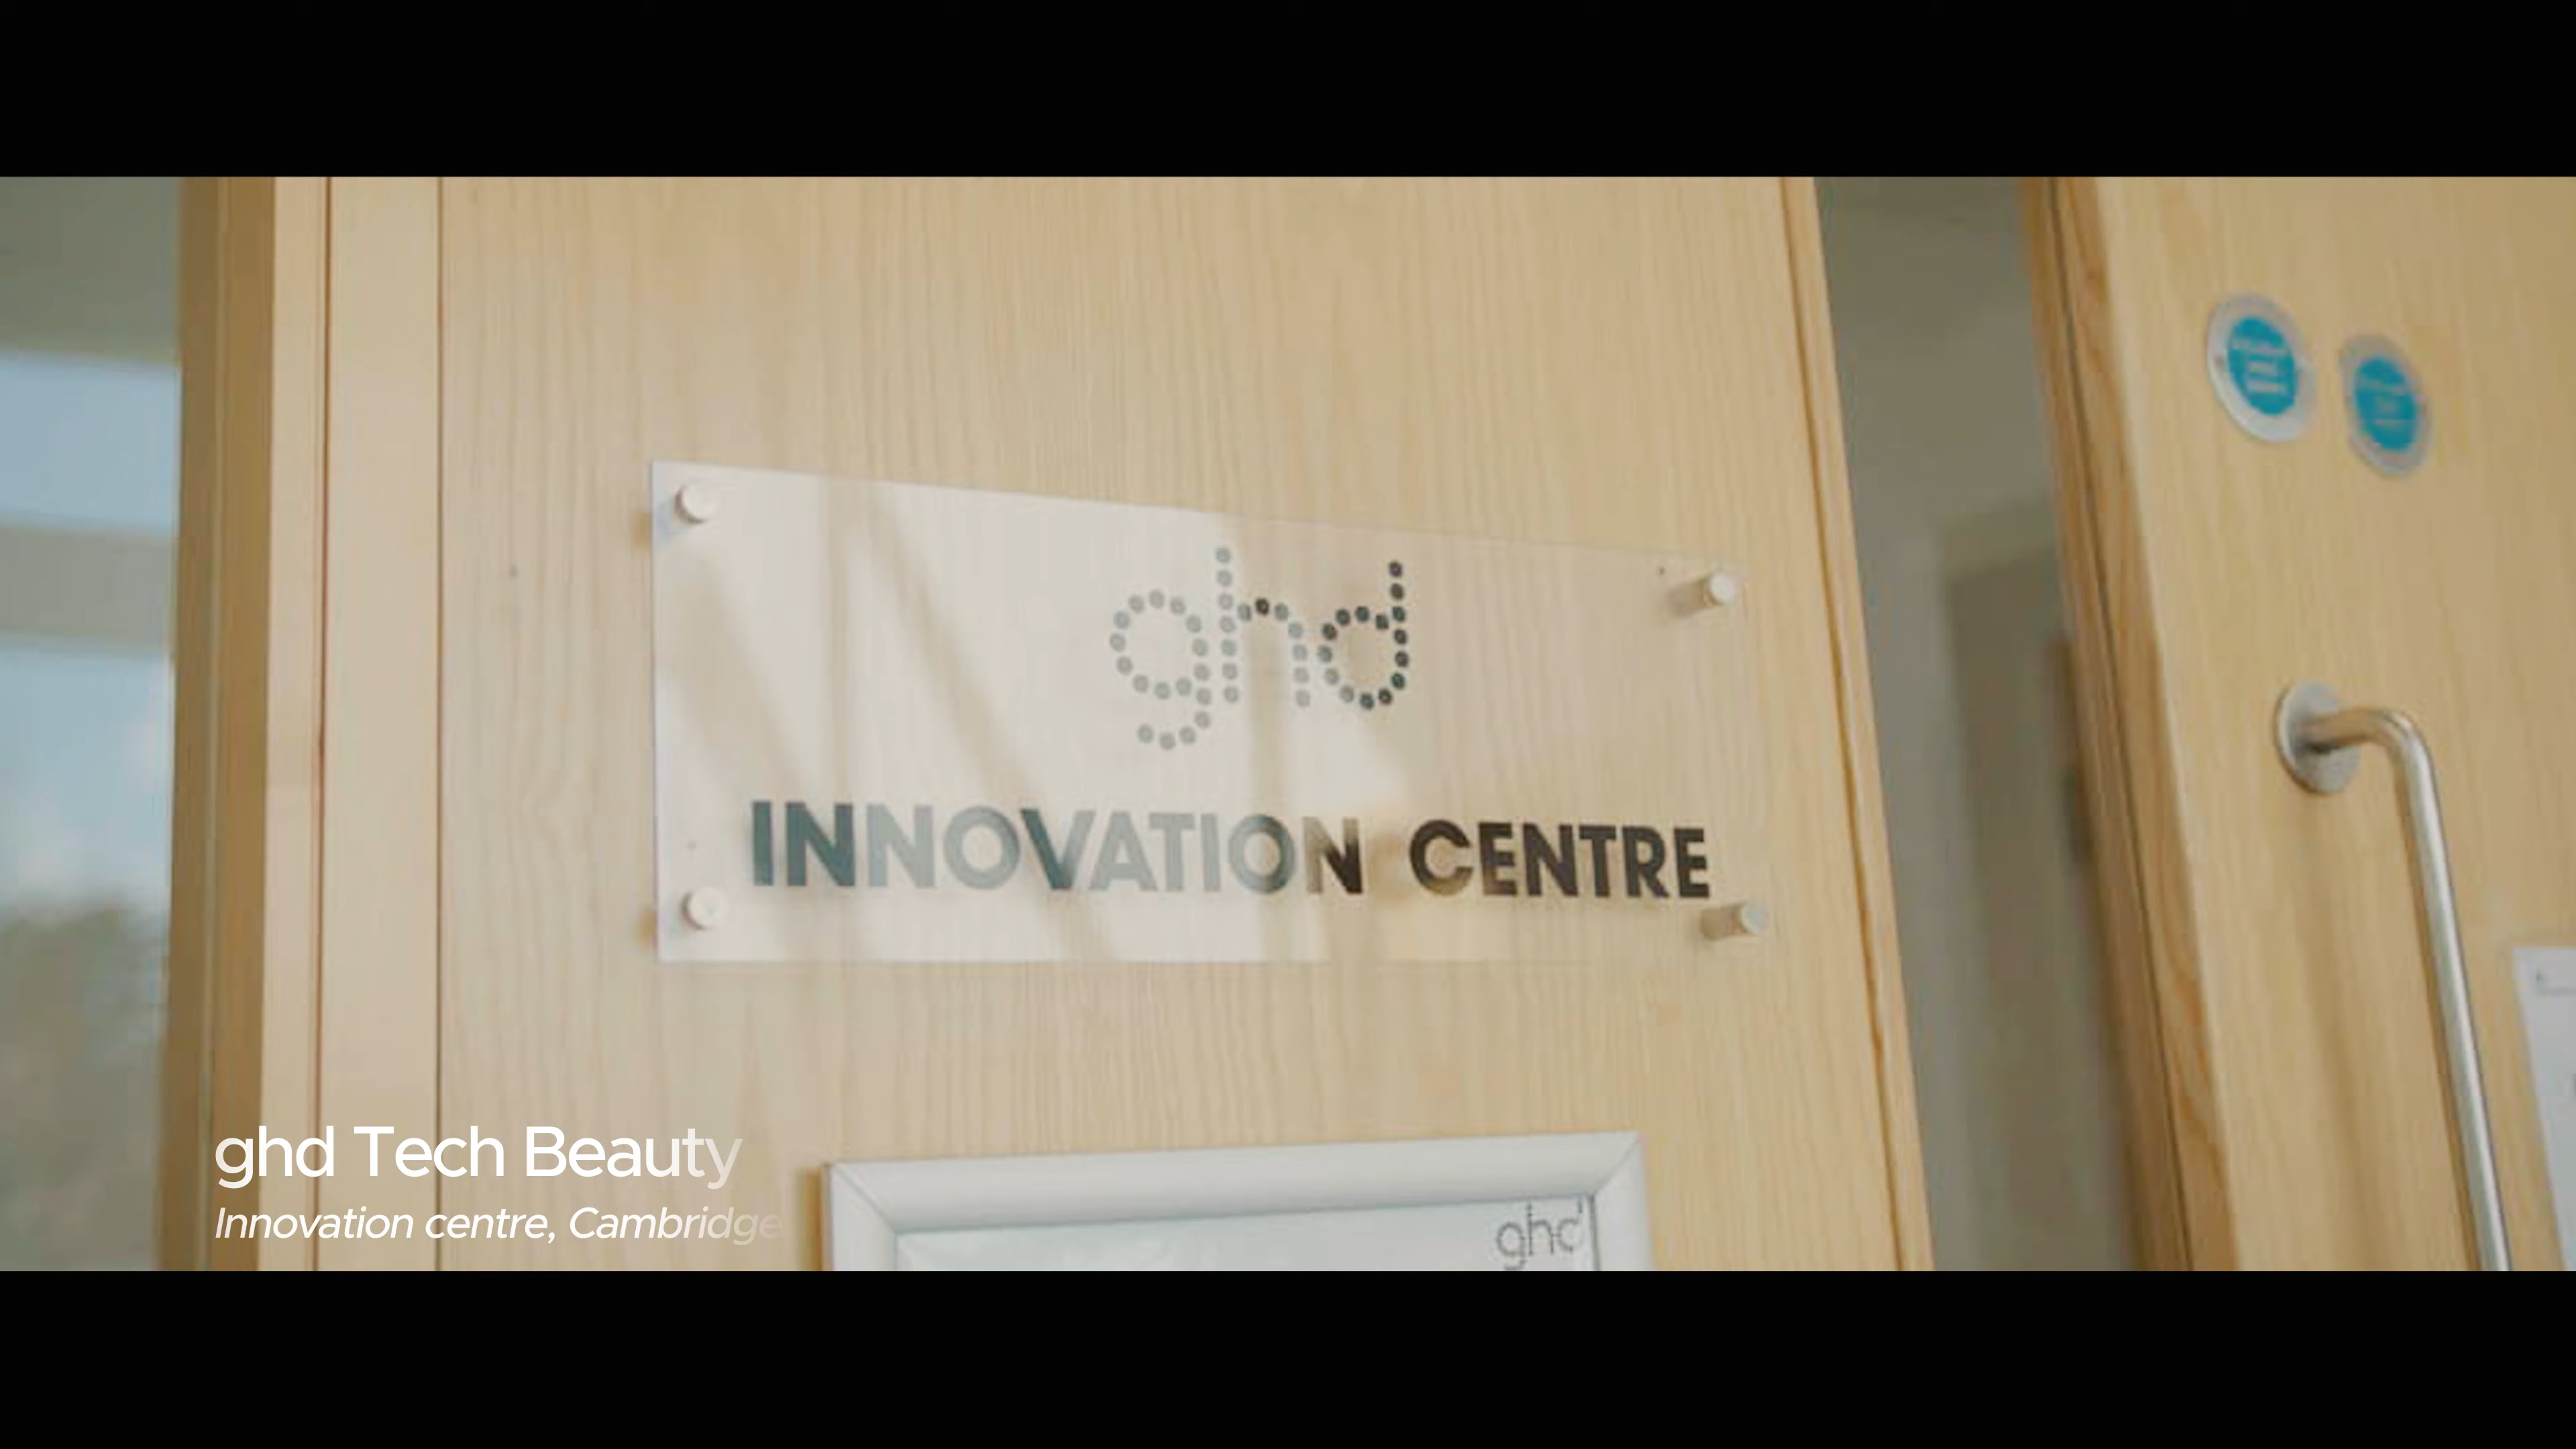 ghd
INNOVATION CENTRE
ghd Tech Beauty
Innovation centre, Cambridge
ghd